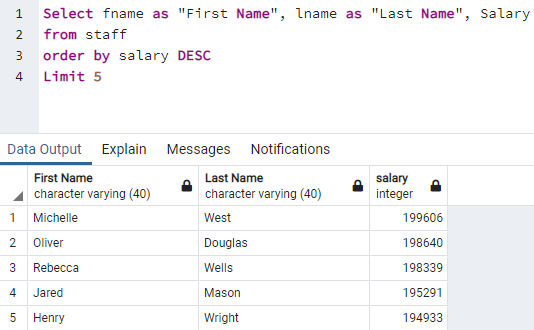 1 Select fname as "First Name", lname as "Last Name", Salary
2 from staff
3 order by salary DESC
4 Limit 5
Data Output Explain Messages Notifications
First Name Last Name salary
character varying (40) character varying (40) integer
1 Michelle West 199606
2 Oliver Douglas 198640
3 Rebecca Wells 198339
4 Jared Mason 195291
5 Henry Wright 194933